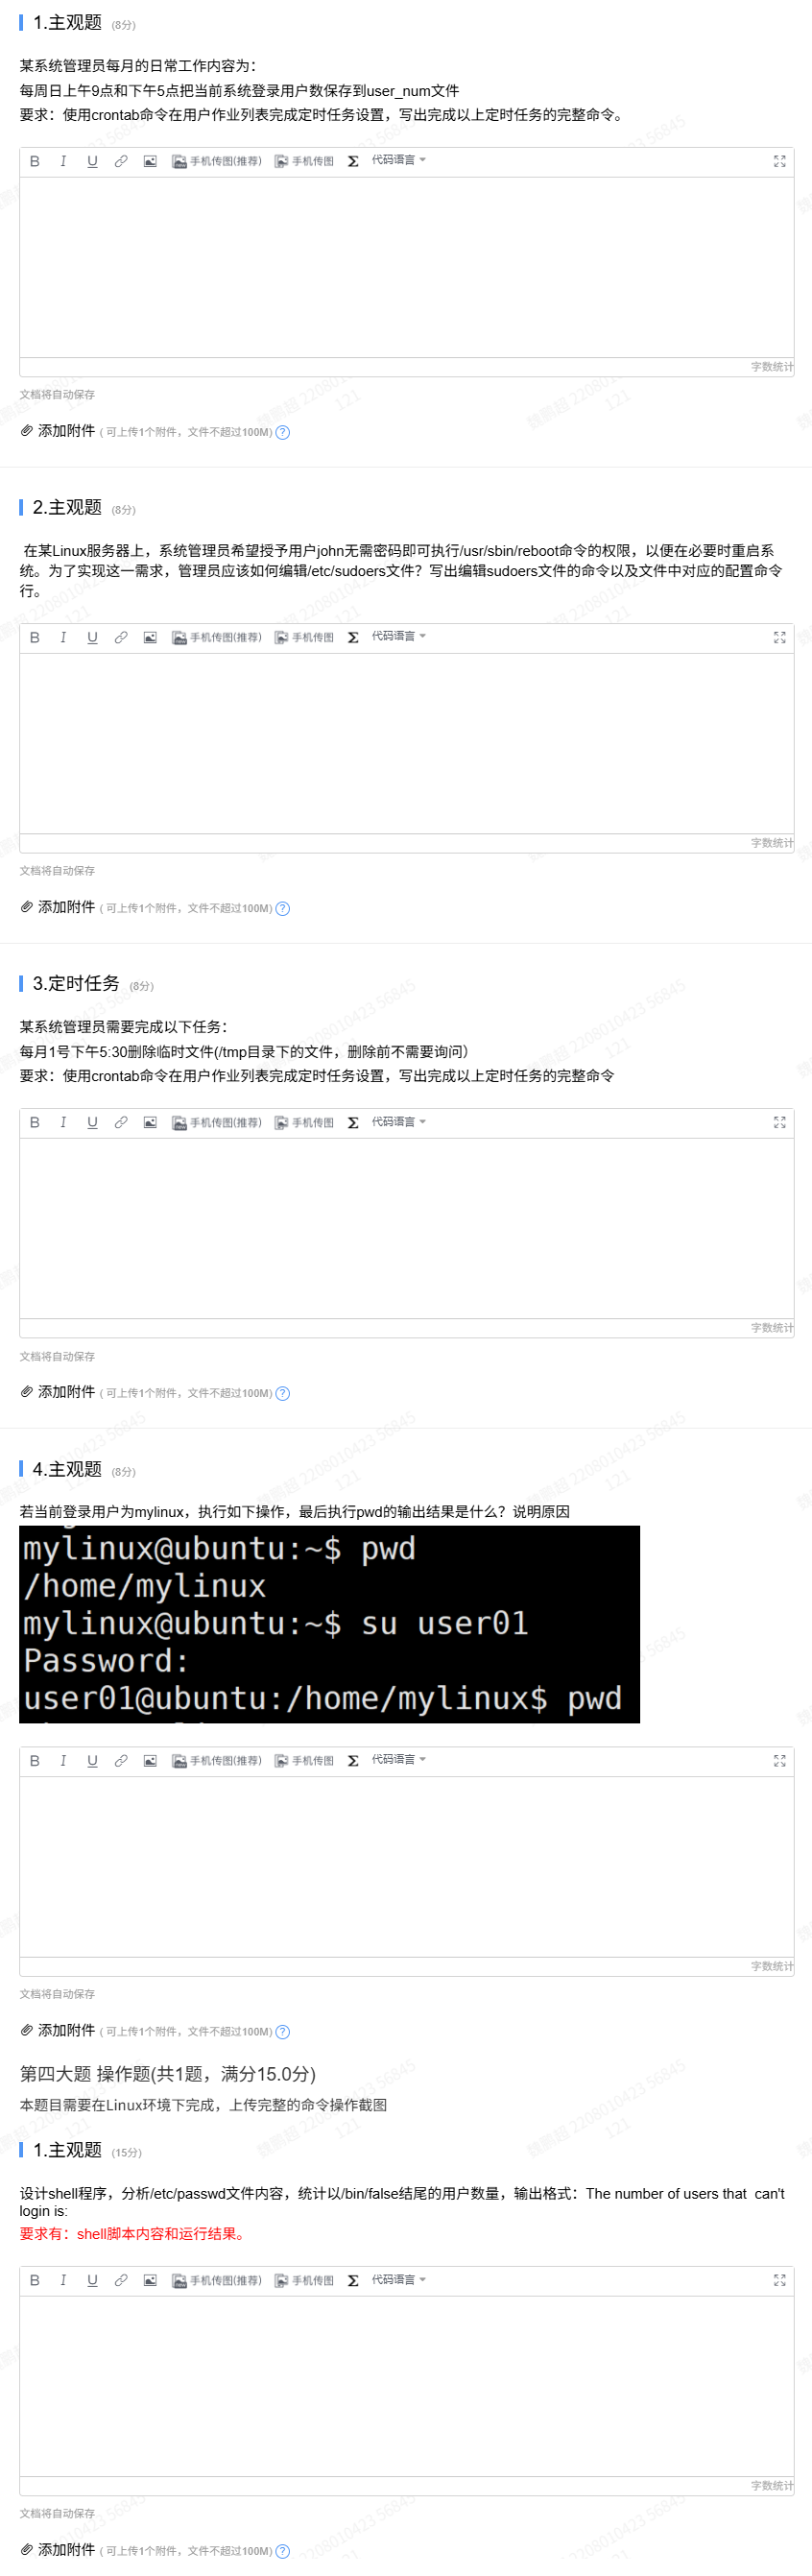 1.主观题 (8分)
某系统管理员每月的日常工作内容为：
每周日上午9点和下午5点把当前系统登录用户数保存到user_num文件
要求：使用crontab命令在用户作业列表完成定时任务设置，写出完成以上定时任务的完整命令。
B I U 手机传图(推荐) 手机传图 Σ 代码语言
字数统计
文档将自动保存
添加附件 ( 可上传1个附件，文件不超过100M) ?
2.主观题 (8分)
在某Linux服务器上，系统管理员希望授予用户john无需密码即可执行/usr/sbin/reboot命令的权限，以便在必要时重启系
统。为了实现这一需求，管理员应该如何编辑/etc/sudoers文件？写出编辑sudoers文件的命令以及文件中对应的配置命令
行。
B I U 手机传图(推荐) 手机传图 Σ 代码语言
字数统计
文档将自动保存
添加附件 ( 可上传1个附件，文件不超过100M) ?
3.定时任务 (8分)
某系统管理员需要完成以下任务：
每月1号下午5:30删除临时文件(/tmp目录下的文件，删除前不需要询问）
要求：使用crontab命令在用户作业列表完成定时任务设置，写出完成以上定时任务的完整命令
B I U 手机传图(推荐) 手机传图 Σ 代码语言
字数统计
文档将自动保存
添加附件 ( 可上传1个附件，文件不超过100M) ?
4.主观题 (8分)
若当前登录用户为mylinux，执行如下操作，最后执行pwd的输出结果是什么？说明原因
mylinux@ubuntu:~$ pwd
/home/mylinux
mylinux@ubuntu:~$ su user01
Password:
user01@ubuntu:/home/mylinux$ pwd
B I U 手机传图(推荐) 手机传图 Σ 代码语言
字数统计
文档将自动保存
添加附件 ( 可上传1个附件，文件不超过100M) ?
第四大题 操作题(共1题，满分15.0分)
本题目需要在Linux环境下完成，上传完整的命令操作截图
1.主观题 (15分)
设计shell程序，分析/etc/passwd文件内容，统计以/bin/false结尾的用户数量，输出格式：The number of users that can't
login is:
要求有：shell脚本内容和运行结果。
B I U 手机传图(推荐) 手机传图 Σ 代码语言
字数统计
文档将自动保存
添加附件 ( 可上传1个附件，文件不超过100M) ?